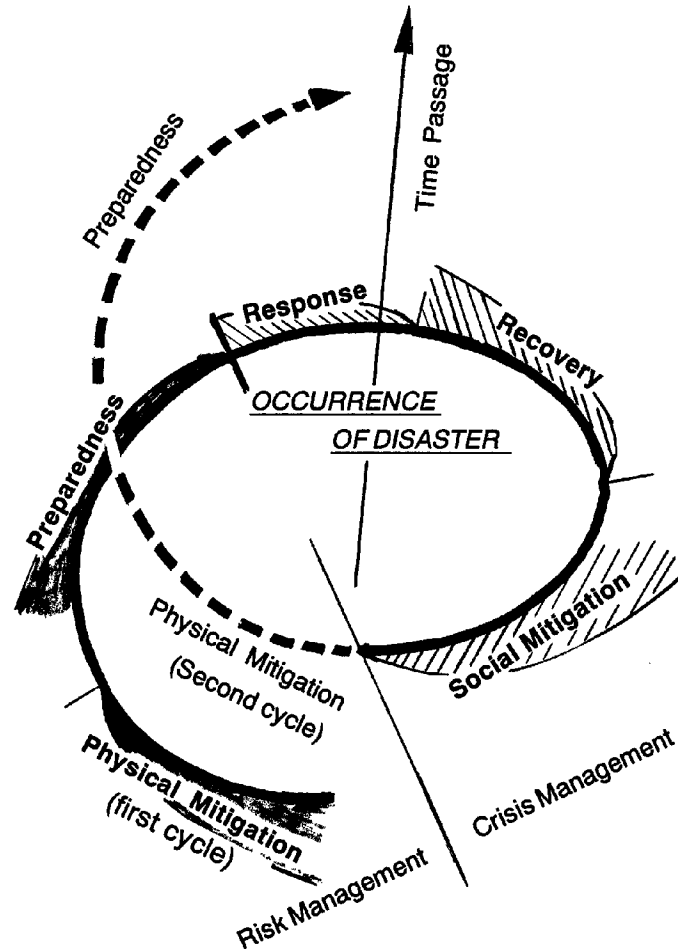 Time Passage
Preparedness
Response
Recovery
OCCURRENCE
OF DISASTER
Preparedness
Physical Mitigation
(Second cycle)
Social Mitigation
Physical Mitigation
(first cycle)
Crisis Management
Risk Management